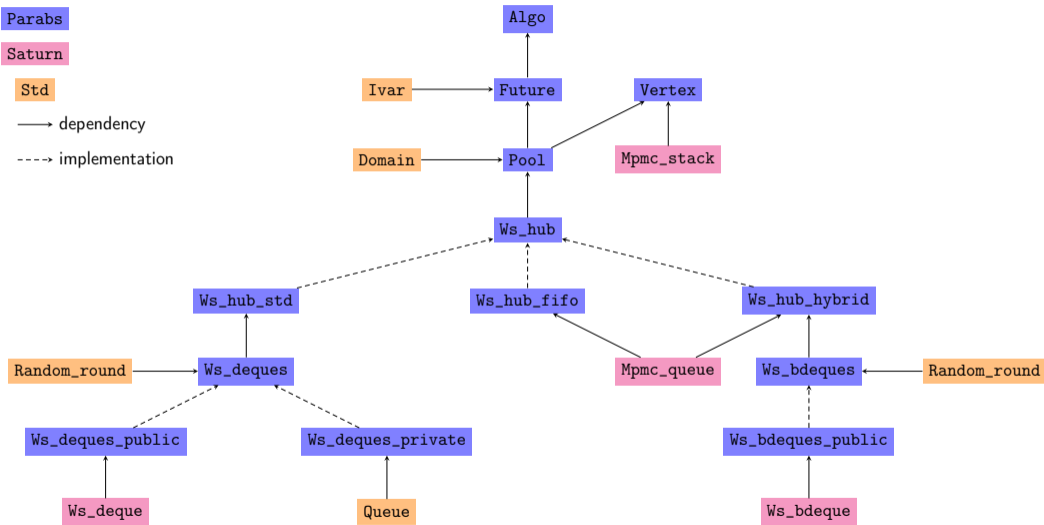 Parabs
Algo
Saturn
Std
Ivar
Future
Vertex
dependency
implementation
Domain
Pool
Mpmc_stack
Ws_hub
Ws_hub_std
Ws_hub_fifo
Ws_hub_hybrid
Random_round
Ws_deques
Mpmc_queue
Ws_bdeques
Random_round
Ws_deques_public
Ws_deques_private
Ws_bdeques_public
Ws_deque
Queue
Ws_bdeque